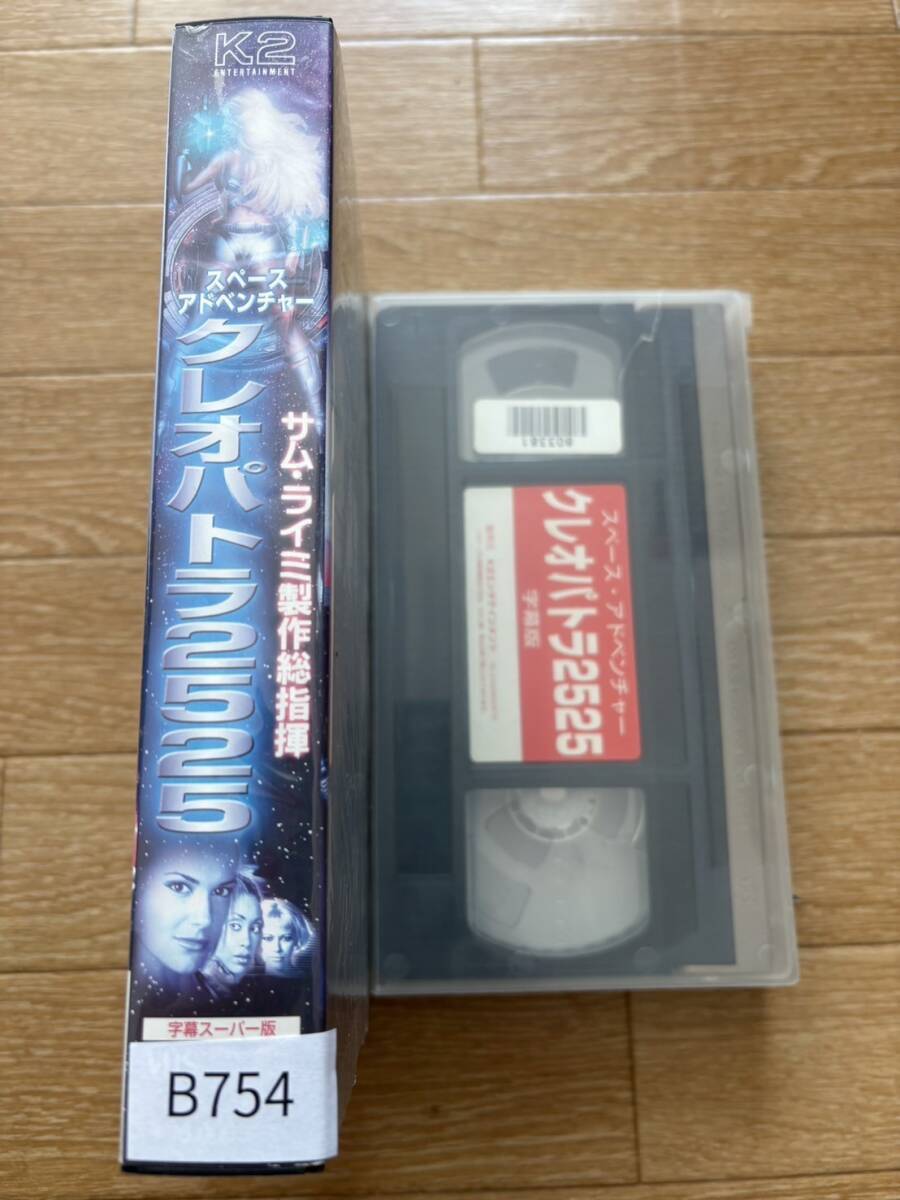 K2
ENTERTAINMENT
スペース
アドベンチャー
クレオパトラ2525
サム・ライミ製作総指揮
字幕スーパー版
B754
603361
スペース・アドベンチャー
クレオパトラ2525
字幕版